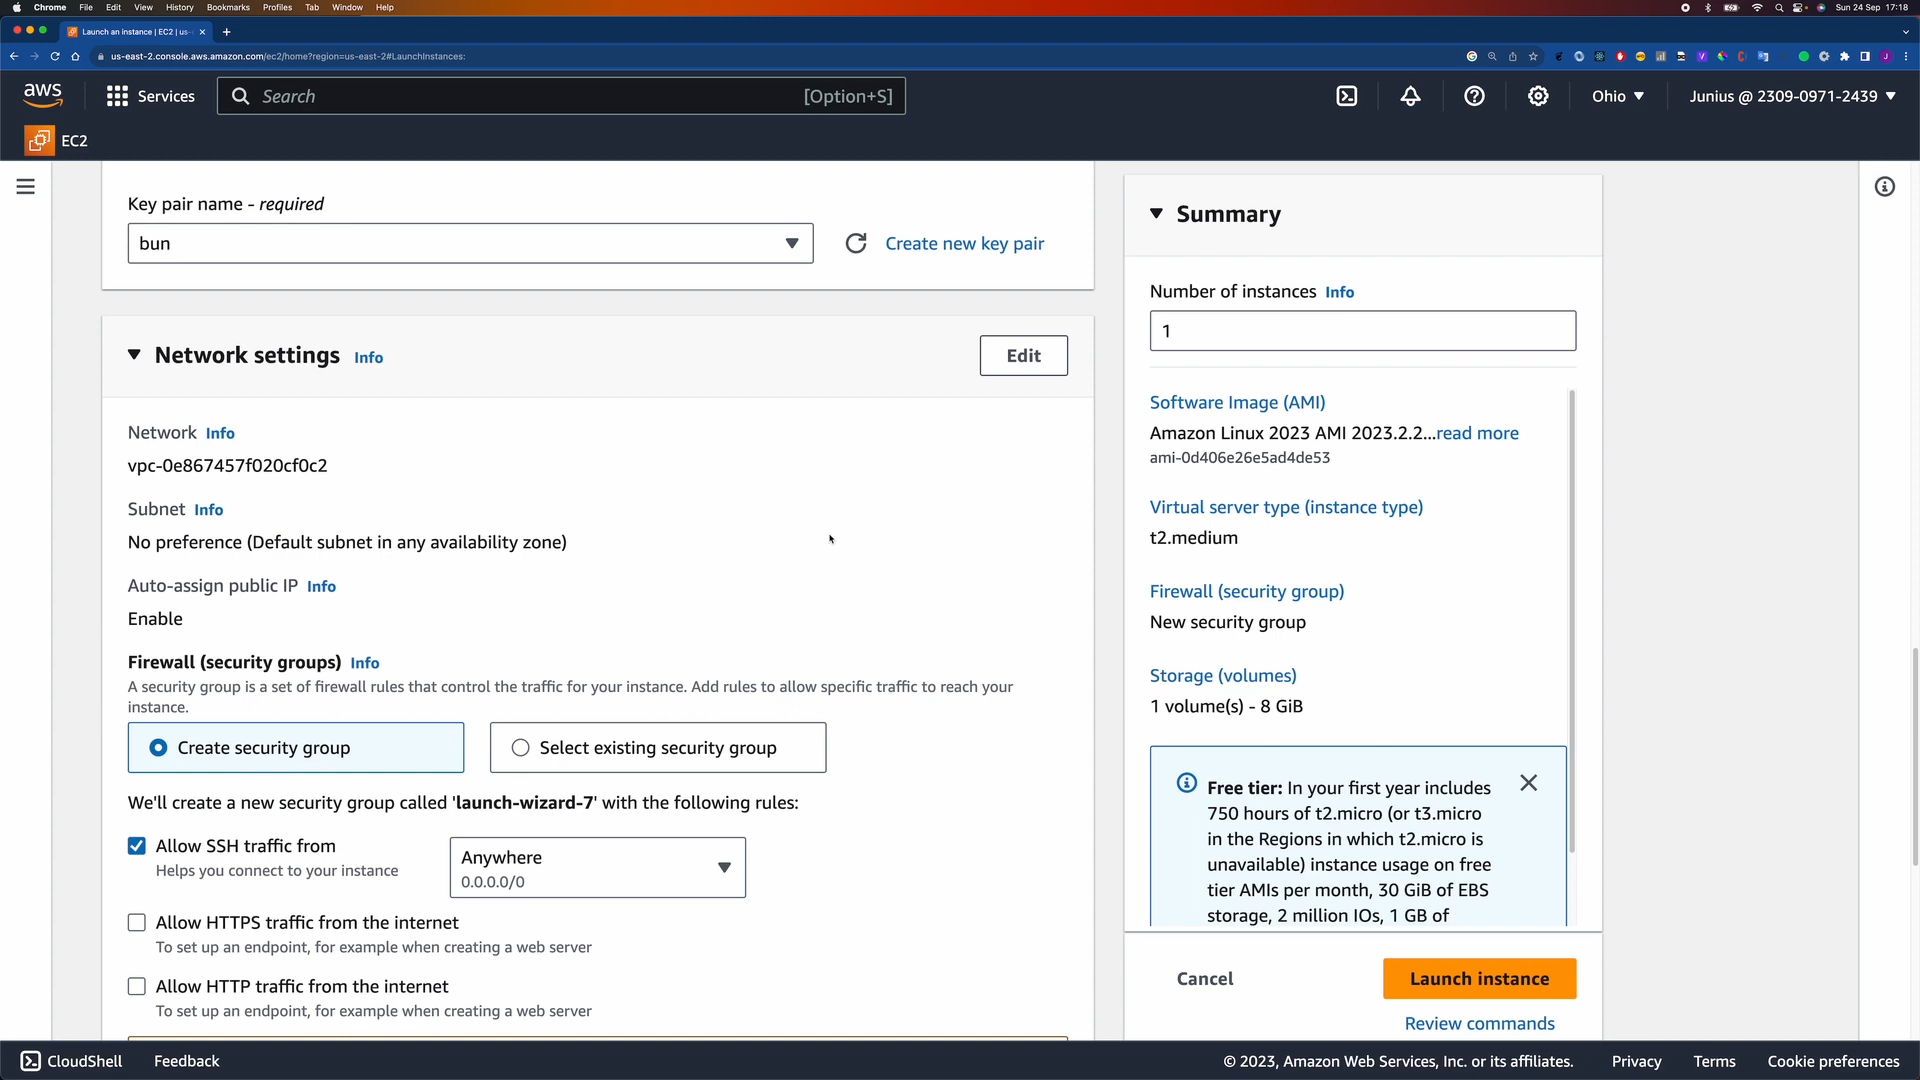 Chrome File Edit View History Bookmarks Profiles Tab Window Help
Sun 24 Sep 17:18
Launch an instance | EC2 | us-
us-east-2.console.aws.amazon.com/ec2/home?region=us-east-2#LaunchInstances:
aws
Services
Search
[Option+S]
Ohio
Junius @ 2309-0971-2439
EC2
Key pair name - required
bun
Create new key pair
Network settings Info
Edit
Network Info
vpc-0e867457f020cf0c2
Subnet Info
No preference (Default subnet in any availability zone)
Auto-assign public IP Info
Enable
Firewall (security groups) Info
A security group is a set of firewall rules that control the traffic for your instance. Add rules to allow specific traffic to reach your
instance.
Create security group
Select existing security group
We'll create a new security group called 'launch-wizard-7' with the following rules:
Allow SSH traffic from
Helps you connect to your instance
Anywhere
0.0.0.0/0
Allow HTTPS traffic from the internet
To set up an endpoint, for example when creating a web server
Allow HTTP traffic from the internet
To set up an endpoint, for example when creating a web server
Summary
Number of instances Info
1
Software Image (AMI)
Amazon Linux 2023 AMI 2023.2.2...read more
ami-0d406e26e5ad4de53
Virtual server type (instance type)
t2.medium
Firewall (security group)
New security group
Storage (volumes)
1 volume(s) - 8 GiB
Free tier: In your first year includes
750 hours of t2.micro (or t3.micro
in the Regions in which t2.micro is
unavailable) instance usage on free
tier AMIs per month, 30 GiB of EBS
storage, 2 million IOs, 1 GB of
Cancel
Launch instance
Review commands
CloudShell
Feedback
© 2023, Amazon Web Services, Inc. or its affiliates.
Privacy
Terms
Cookie preferences